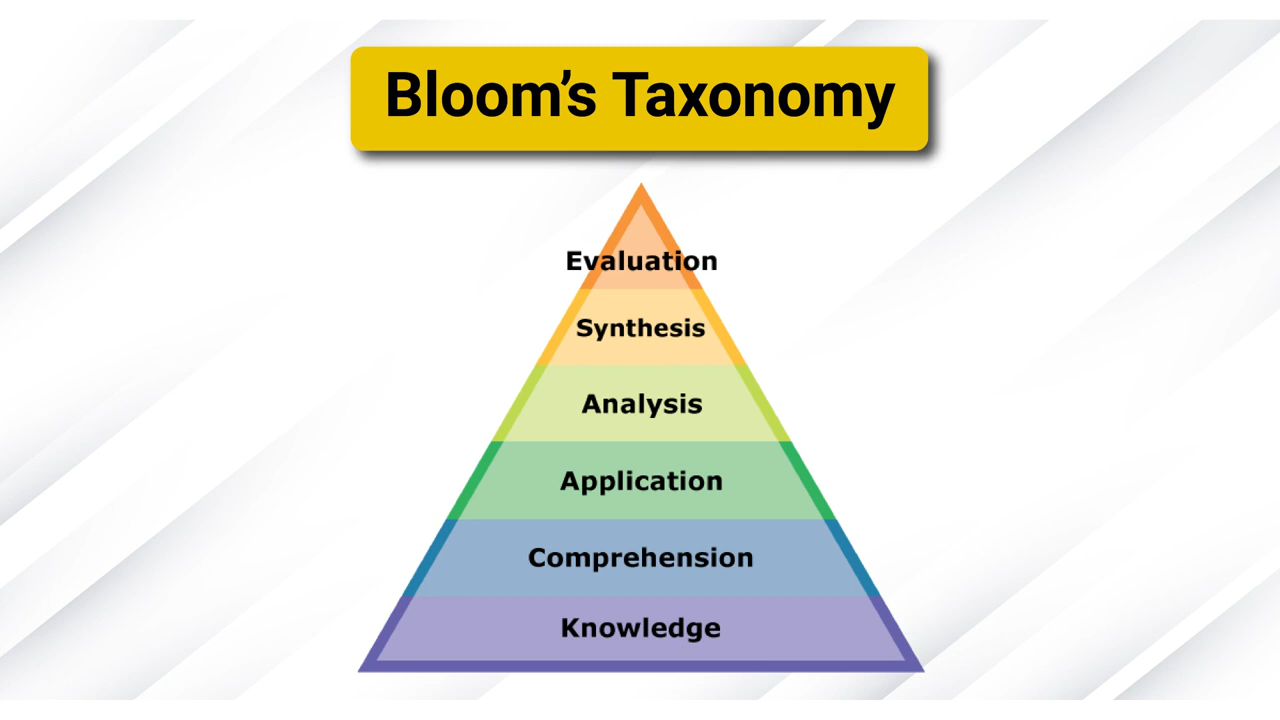 Bloom’s Taxonomy
Evaluation
Synthesis
Analysis
Application
Comprehension
Knowledge